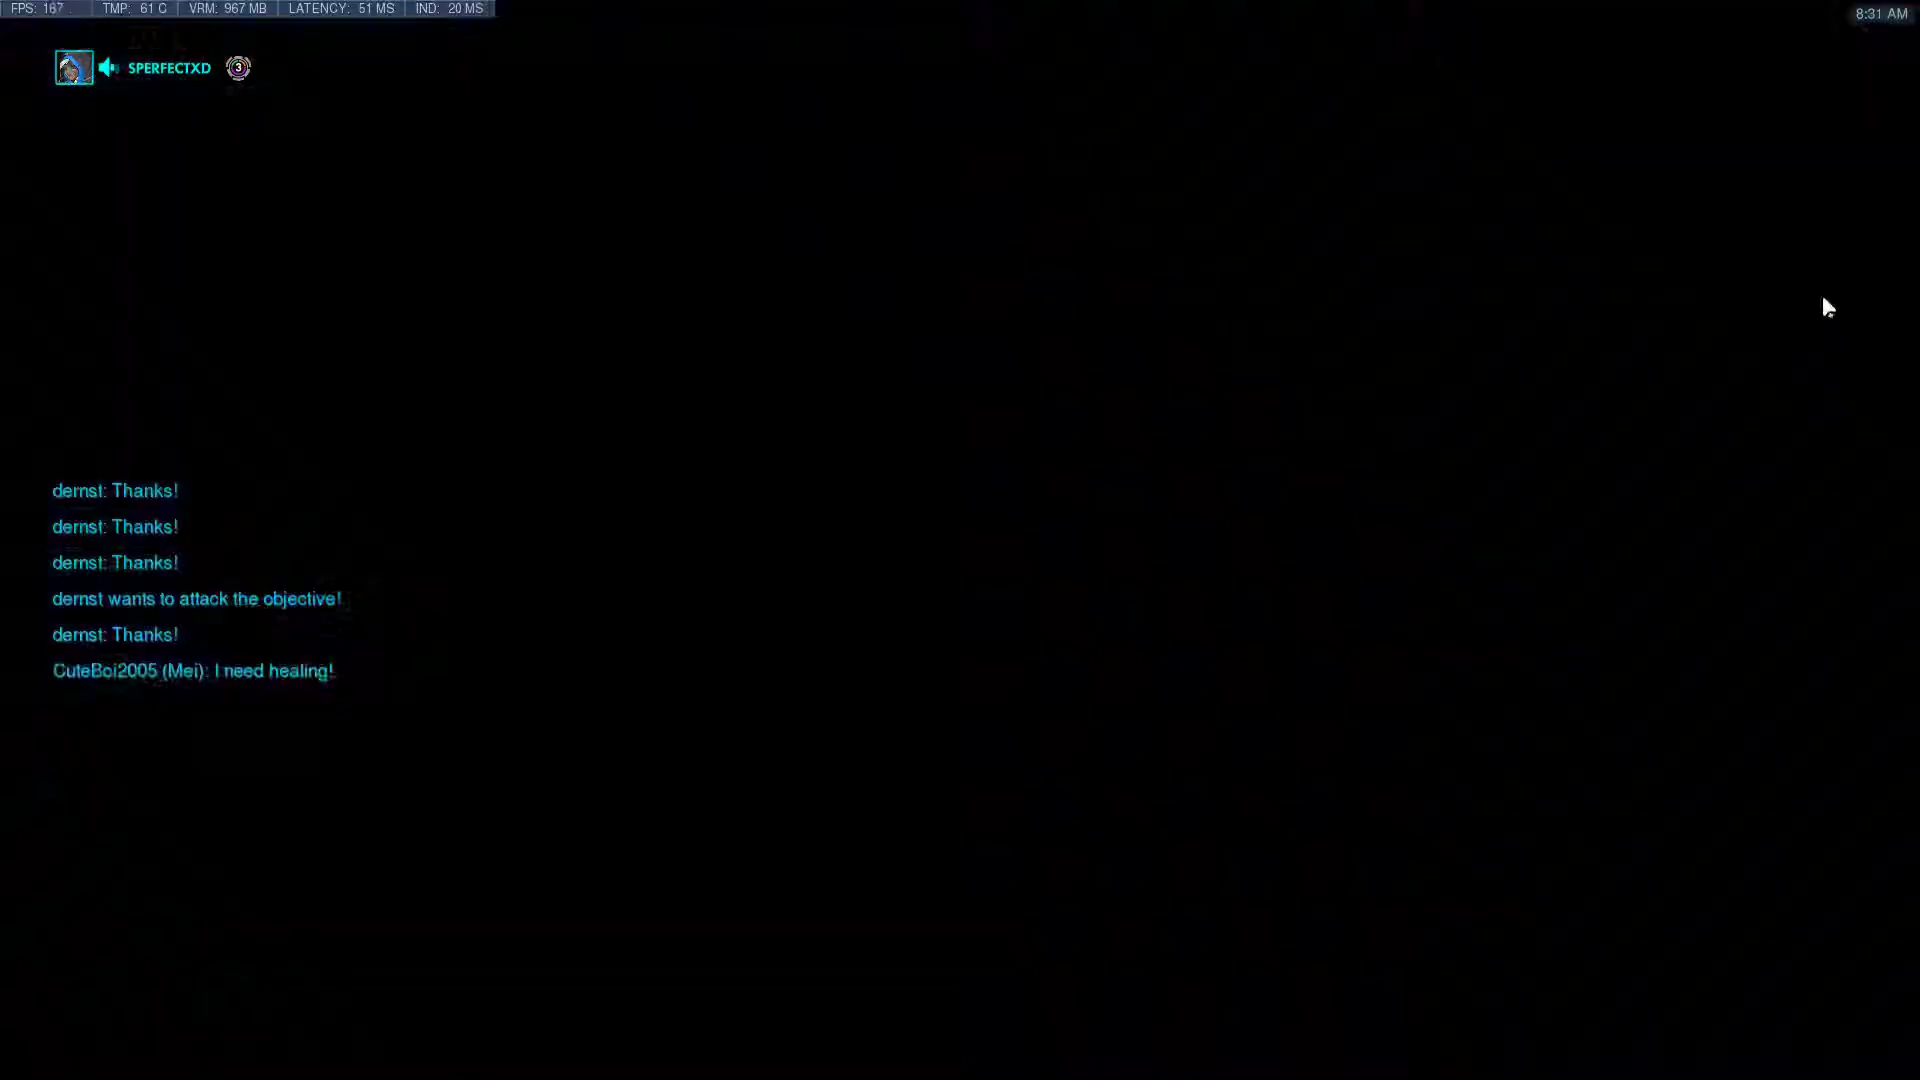 FPS: 167 TMP: 61 C VRM: 967 MB LATENCY: 51 MS IND: 20 MS
8:31 AM
SPERFECTXD 3
dernst: Thanks!
dernst: Thanks!
dernst: Thanks!
dernst wants to attack the objective!
dernst: Thanks!
CuteBoi2005 (Mei): I need healing!